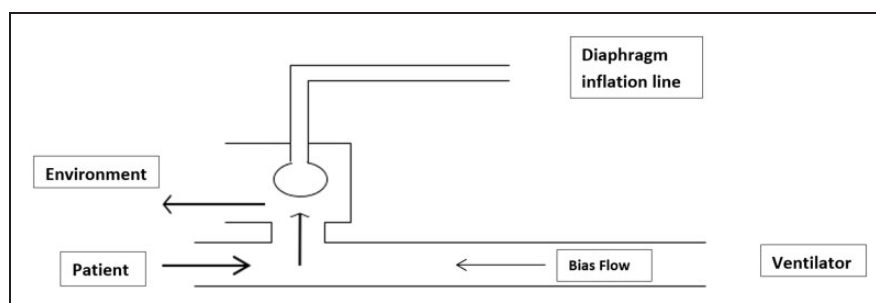 Diaphragm
inflation line
Environment
Patient
Bias Flow
Ventilator